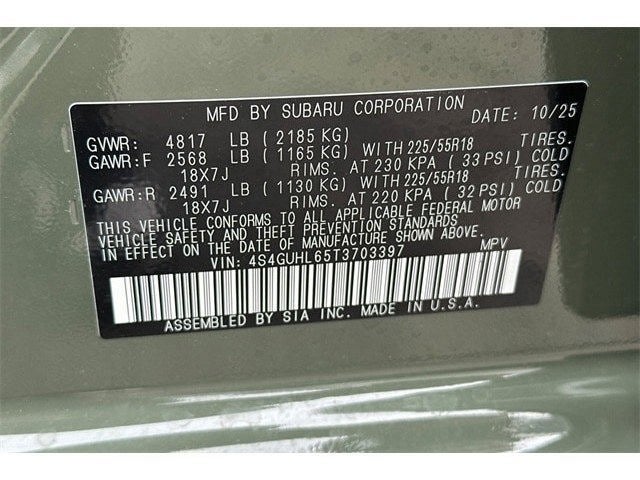 MFD BY SUBARU CORPORATION DATE: 10/25
GVWR: 4817 LB ( 2185 KG)
GAWR:F 2568 LB ( 1165 KG) WITH 225/55R18 TIRES.
18X7J RIMS. AT 230 KPA ( 33 PSI) COLD
GAWR:R 2491 LB ( 1130 KG) WITH 225/55R18 TIRES.
18X7J RIMS. AT 220 KPA ( 32 PSI) COLD
THIS VEHICLE CONFORMS TO ALL APPLICABLE FEDERAL MOTOR
VEHICLE SAFETY AND THEFT PREVENTION STANDARDS
IN EFFECT ON THE DATE OF MANUFACTURE SHOWN ABOVE.
VIN: 4S4GUHL65T3703397 MPV
ASSEMBLED BY SIA INC. MADE IN U.S.A.